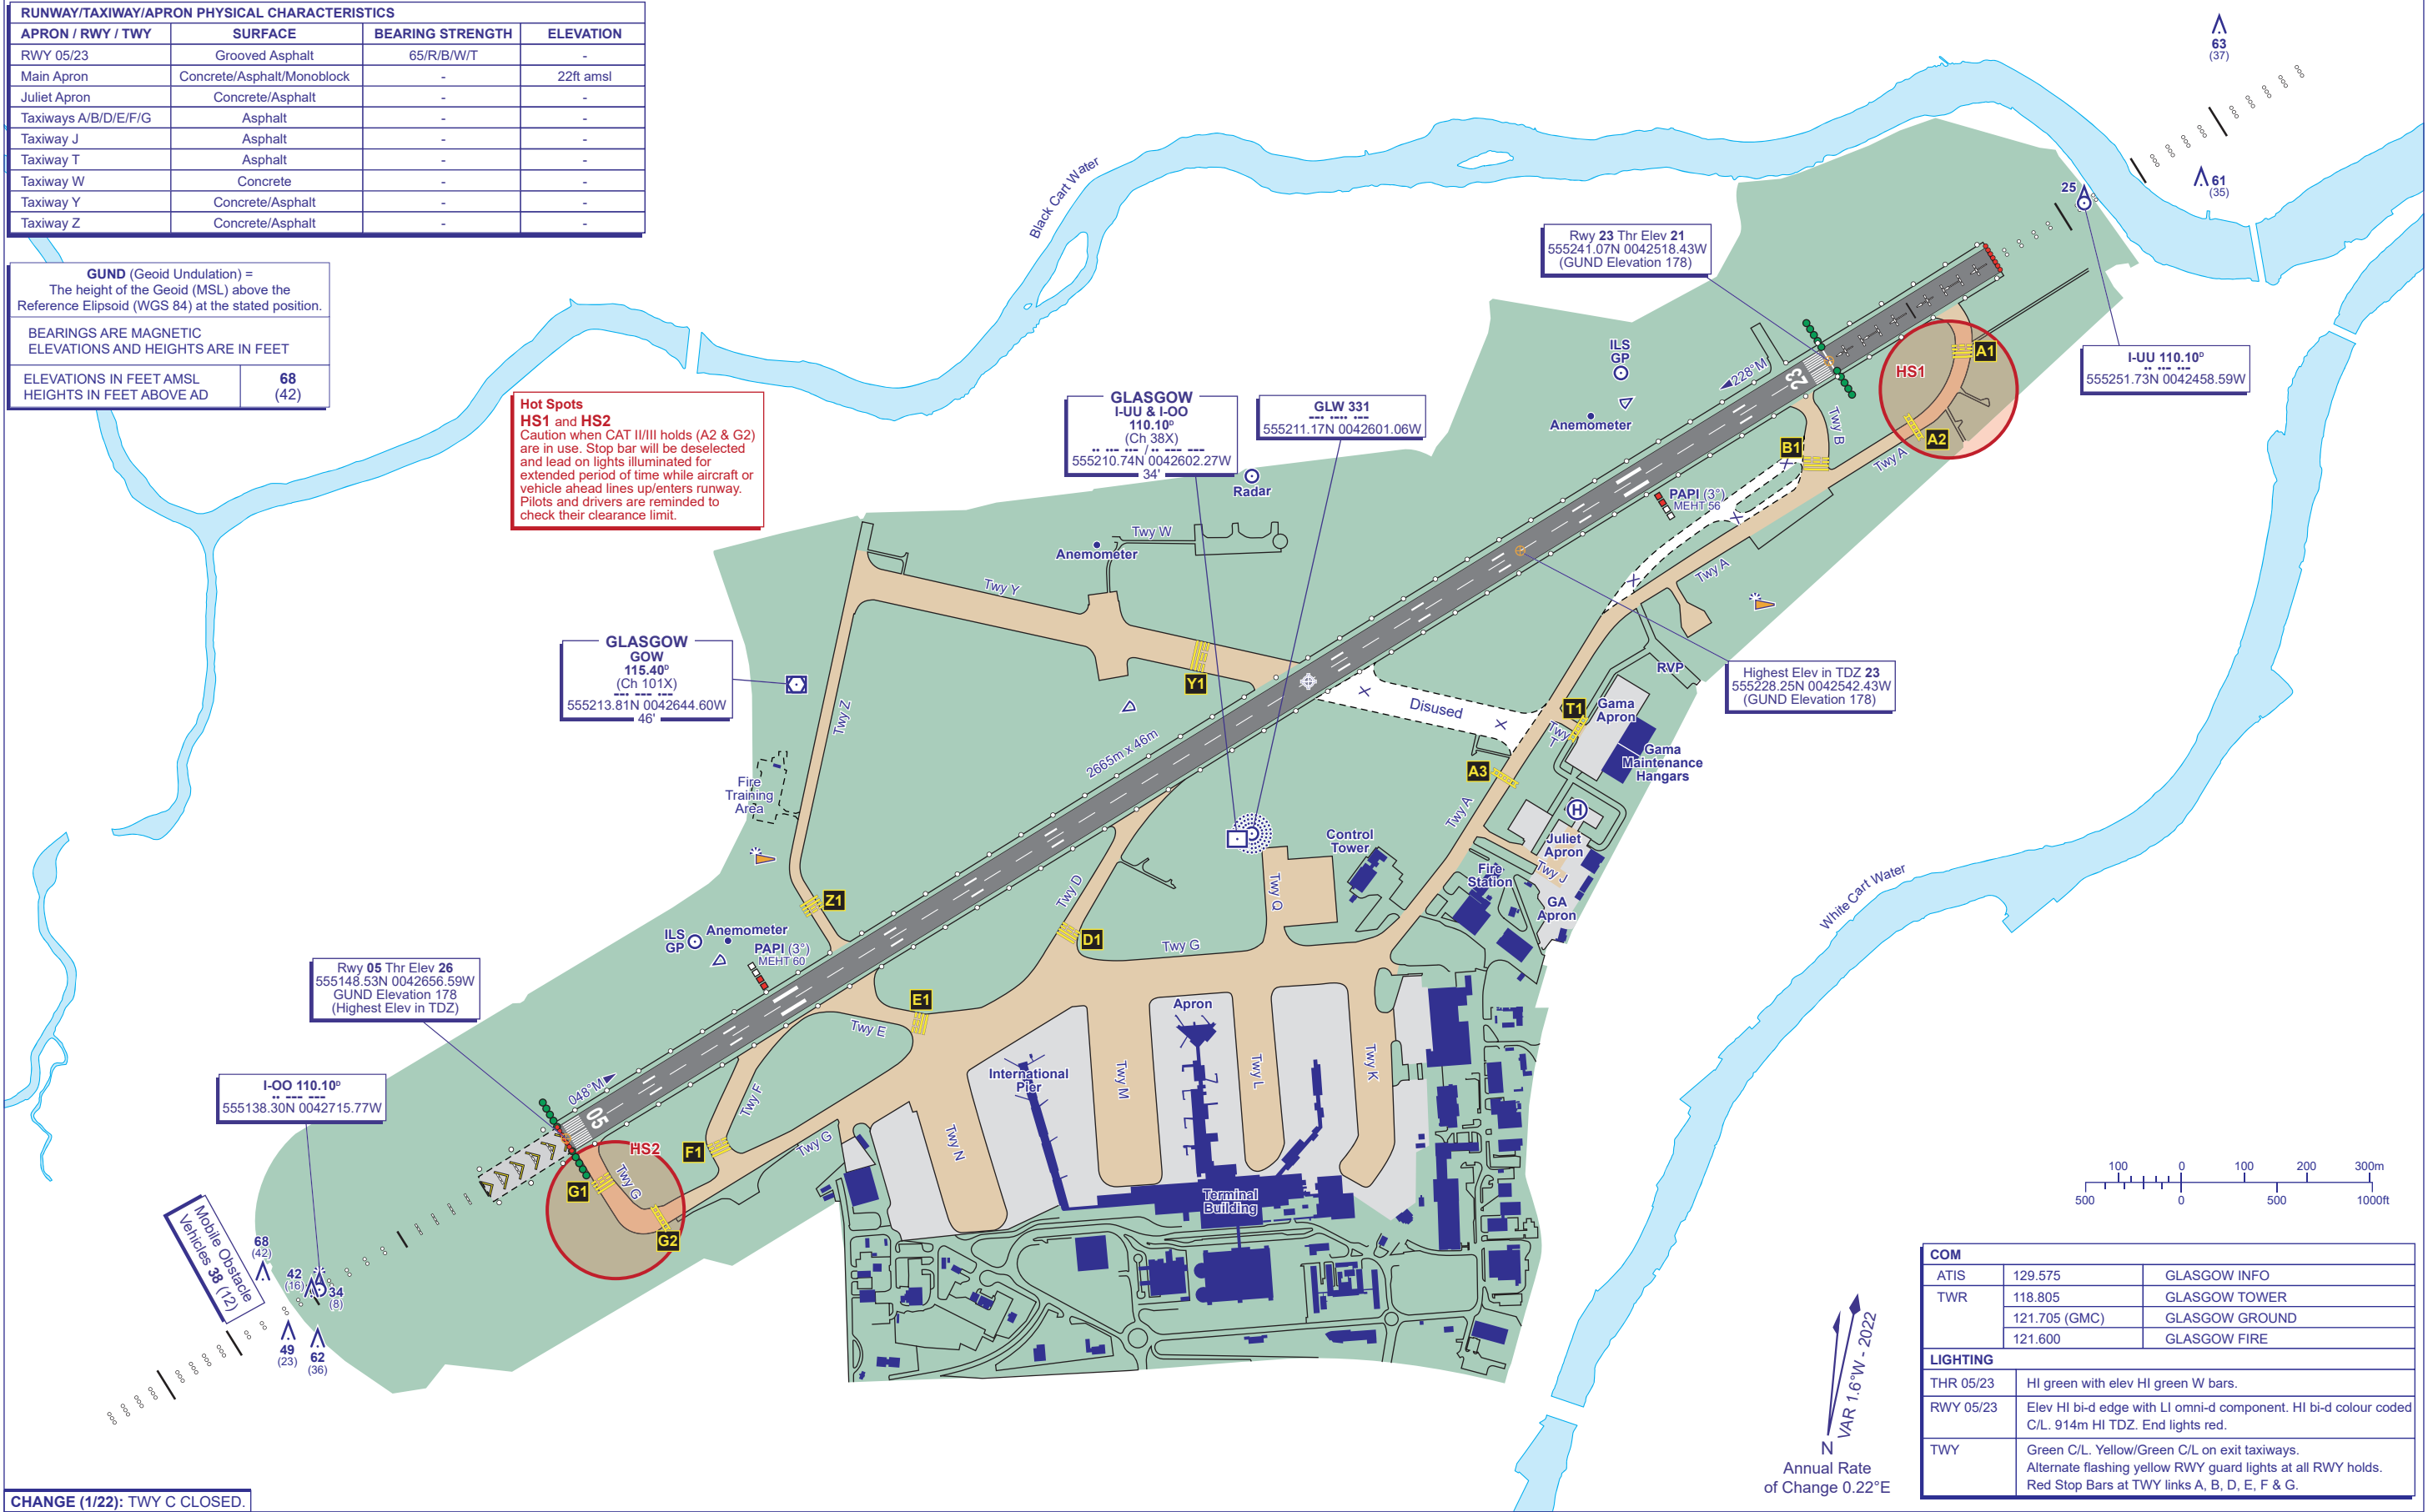 RUNWAY/TAXIWAY/APRON PHYSICAL CHARACTERISTICS
APRON / RWY / TWY SURFACE BEARING STRENGTH ELEVATION
RWY 05/23 Grooved Asphalt 65/R/B/W/T -
Main Apron Concrete/Asphalt/Monoblock - 22ft amsl
Juliet Apron Concrete/Asphalt - -
Taxiways A/B/D/E/F/G Asphalt - -
Taxiway J Asphalt - -
Taxiway T Asphalt - -
Taxiway W Concrete - -
Taxiway Y Concrete/Asphalt - -
Taxiway Z Concrete/Asphalt - -
GUND (Geoid Undulation) =
The height of the Geoid (MSL) above the
Reference Elipsoid (WGS 84) at the stated position.
BEARINGS ARE MAGNETIC
ELEVATIONS AND HEIGHTS ARE IN FEET
ELEVATIONS IN FEET AMSL 68
HEIGHTS IN FEET ABOVE AD (42)
Hot Spots
HS1 and HS2
Caution when CAT II/III holds (A2 & G2)
are in use. Stop bar will be deselected
and lead on lights illuminated for
extended period of time while aircraft or
vehicle ahead lines up/enters runway.
Pilots and drivers are reminded to
check their clearance limit.
Black Cart Water
63
(37)
61
(35)
25
Rwy 23 Thr Elev 21
555241.07N 0042518.43W
(GUND Elevation 178)
I-UU 110.10ᴰ
555251.73N 0042458.59W
GLASGOW
I-UU & I-OO
110.10ᴰ
(Ch 38X)
555210.74N 0042602.27W
34'
GLW 331
555211.17N 0042601.06W
Radar
ILS
GP
Anemometer
228°M
23
HS1
A1
A2
Twy B
B1
Twy A
PAPI (3°)
MEHT 56
Twy A
Twy W
Anemometer
Twy Y
Y1
GLASGOW
GOW
115.40ᴰ
(Ch 101X)
555213.81N 0042644.60W
46'
Twy Z
Highest Elev in TDZ 23
555228.25N 0042542.43W
(GUND Elevation 178)
RVP
Disused
T1
Twy
T
Gama
Apron
Gama
Maintenance
Hangars
A3
Twy A
2665m x 46m
Fire
Training
Area
H
Juliet
Apron
Twy J
Control
Tower
Fire
Station
GA
Apron
White Cart Water
Z1
Twy D
D1
Twy Q
Twy G
ILS
GP
Anemometer
PAPI (3°)
MEHT 60
E1
Twy E
Apron
Rwy 05 Thr Elev 26
555148.53N 0042656.59W
GUND Elevation 178
(Highest Elev in TDZ)
I-OO 110.10ᴰ
555138.30N 0042715.77W
048°M
05
HS2
G1
Twy G
G2
F1
Twy F
Twy G
Twy N
International
Pier
Twy M
Twy L
Twy K
Terminal
Building
Mobile Obstacle
Vehicles 38 (12)
68
(42)
42
(16)
34
(8)
49
(23)
62
(36)
100 0 100 200 300m
500 0 500 1000ft
VAR 1.6°W - 2022
N
Annual Rate
of Change 0.22°E
COM
ATIS 129.575 GLASGOW INFO
TWR 118.805 GLASGOW TOWER
121.705 (GMC) GLASGOW GROUND
121.600 GLASGOW FIRE
LIGHTING
THR 05/23 HI green with elev HI green W bars.
RWY 05/23 Elev HI bi-d edge with LI omni-d component. HI bi-d colour coded
C/L. 914m HI TDZ. End lights red.
TWY Green C/L. Yellow/Green C/L on exit taxiways.
Alternate flashing yellow RWY guard lights at all RWY holds.
Red Stop Bars at TWY links A, B, D, E, F & G.
CHANGE (1/22): TWY C CLOSED.